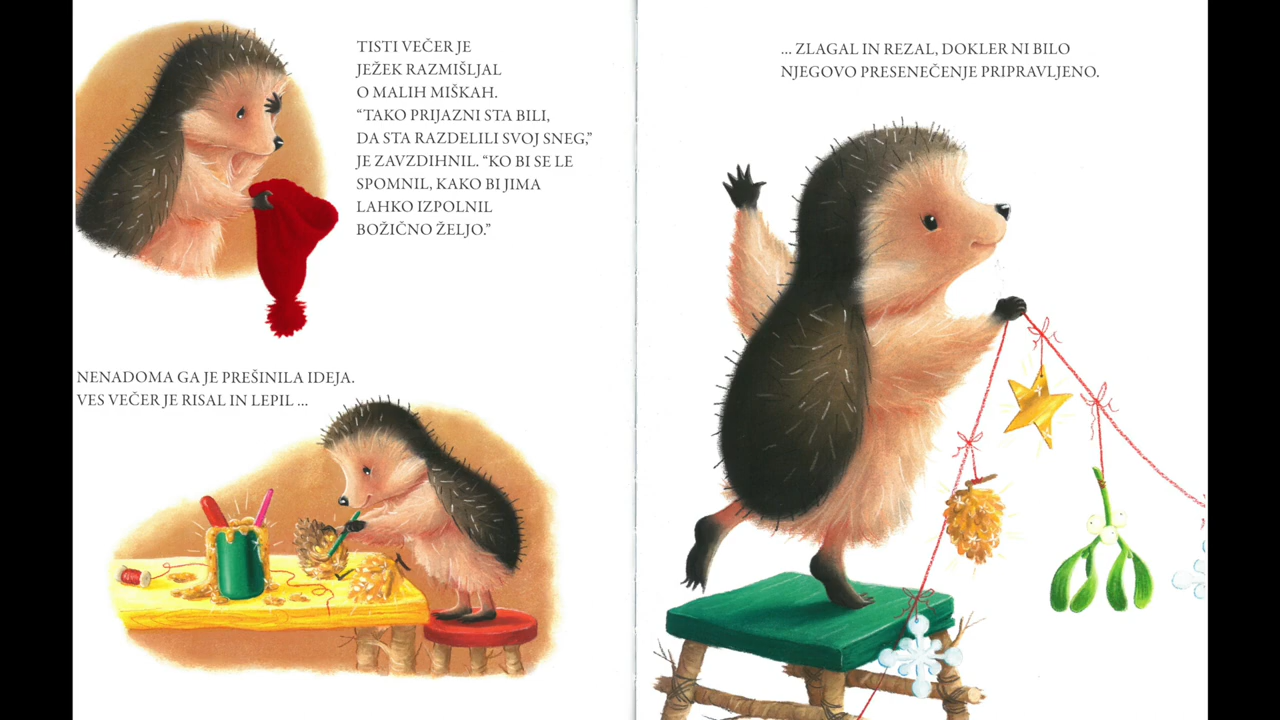 TISTI VEČER JE
JEŽEK RAZMIŠLJAL
O MALIH MIŠKAH.
“TAKO PRIJAZNI STA BILI,
DA STA RAZDELILI SVOJ SNEG,”
JE ZAVZDIHNIL. “KO BI SE LE
SPOMNIL, KAKO BI JIMA
LAHKO IZPOLNIL
BOŽIČNO ŽELJO.”
NENADOMA GA JE PREŠINILA IDEJA.
VES VEČER JE RISAL IN LEPIL ...
... ZLAGAL IN REZAL, DOKLER NI BILO
NJEGOVO PRESENEČENJE PRIPRAVLJENO.